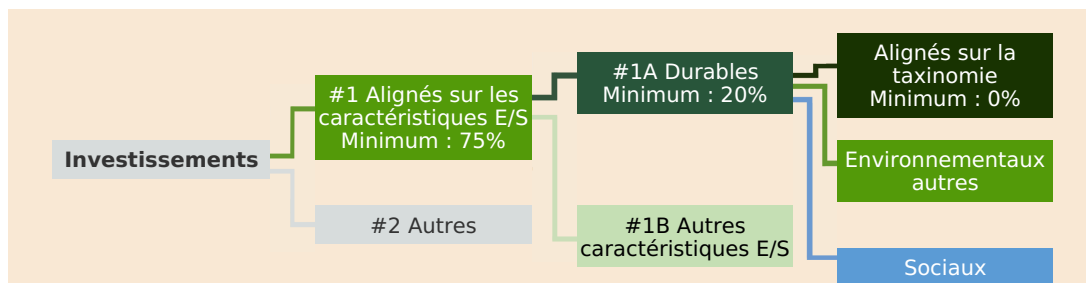 Investissements
#1 Alignés sur les
caractéristiques E/S
Minimum : 75%
#2 Autres
#1A Durables
Minimum : 20%
#1B Autres
caractéristiques E/S
Alignés sur la
taxinomie
Minimum : 0%
Environnementaux
autres
Sociaux